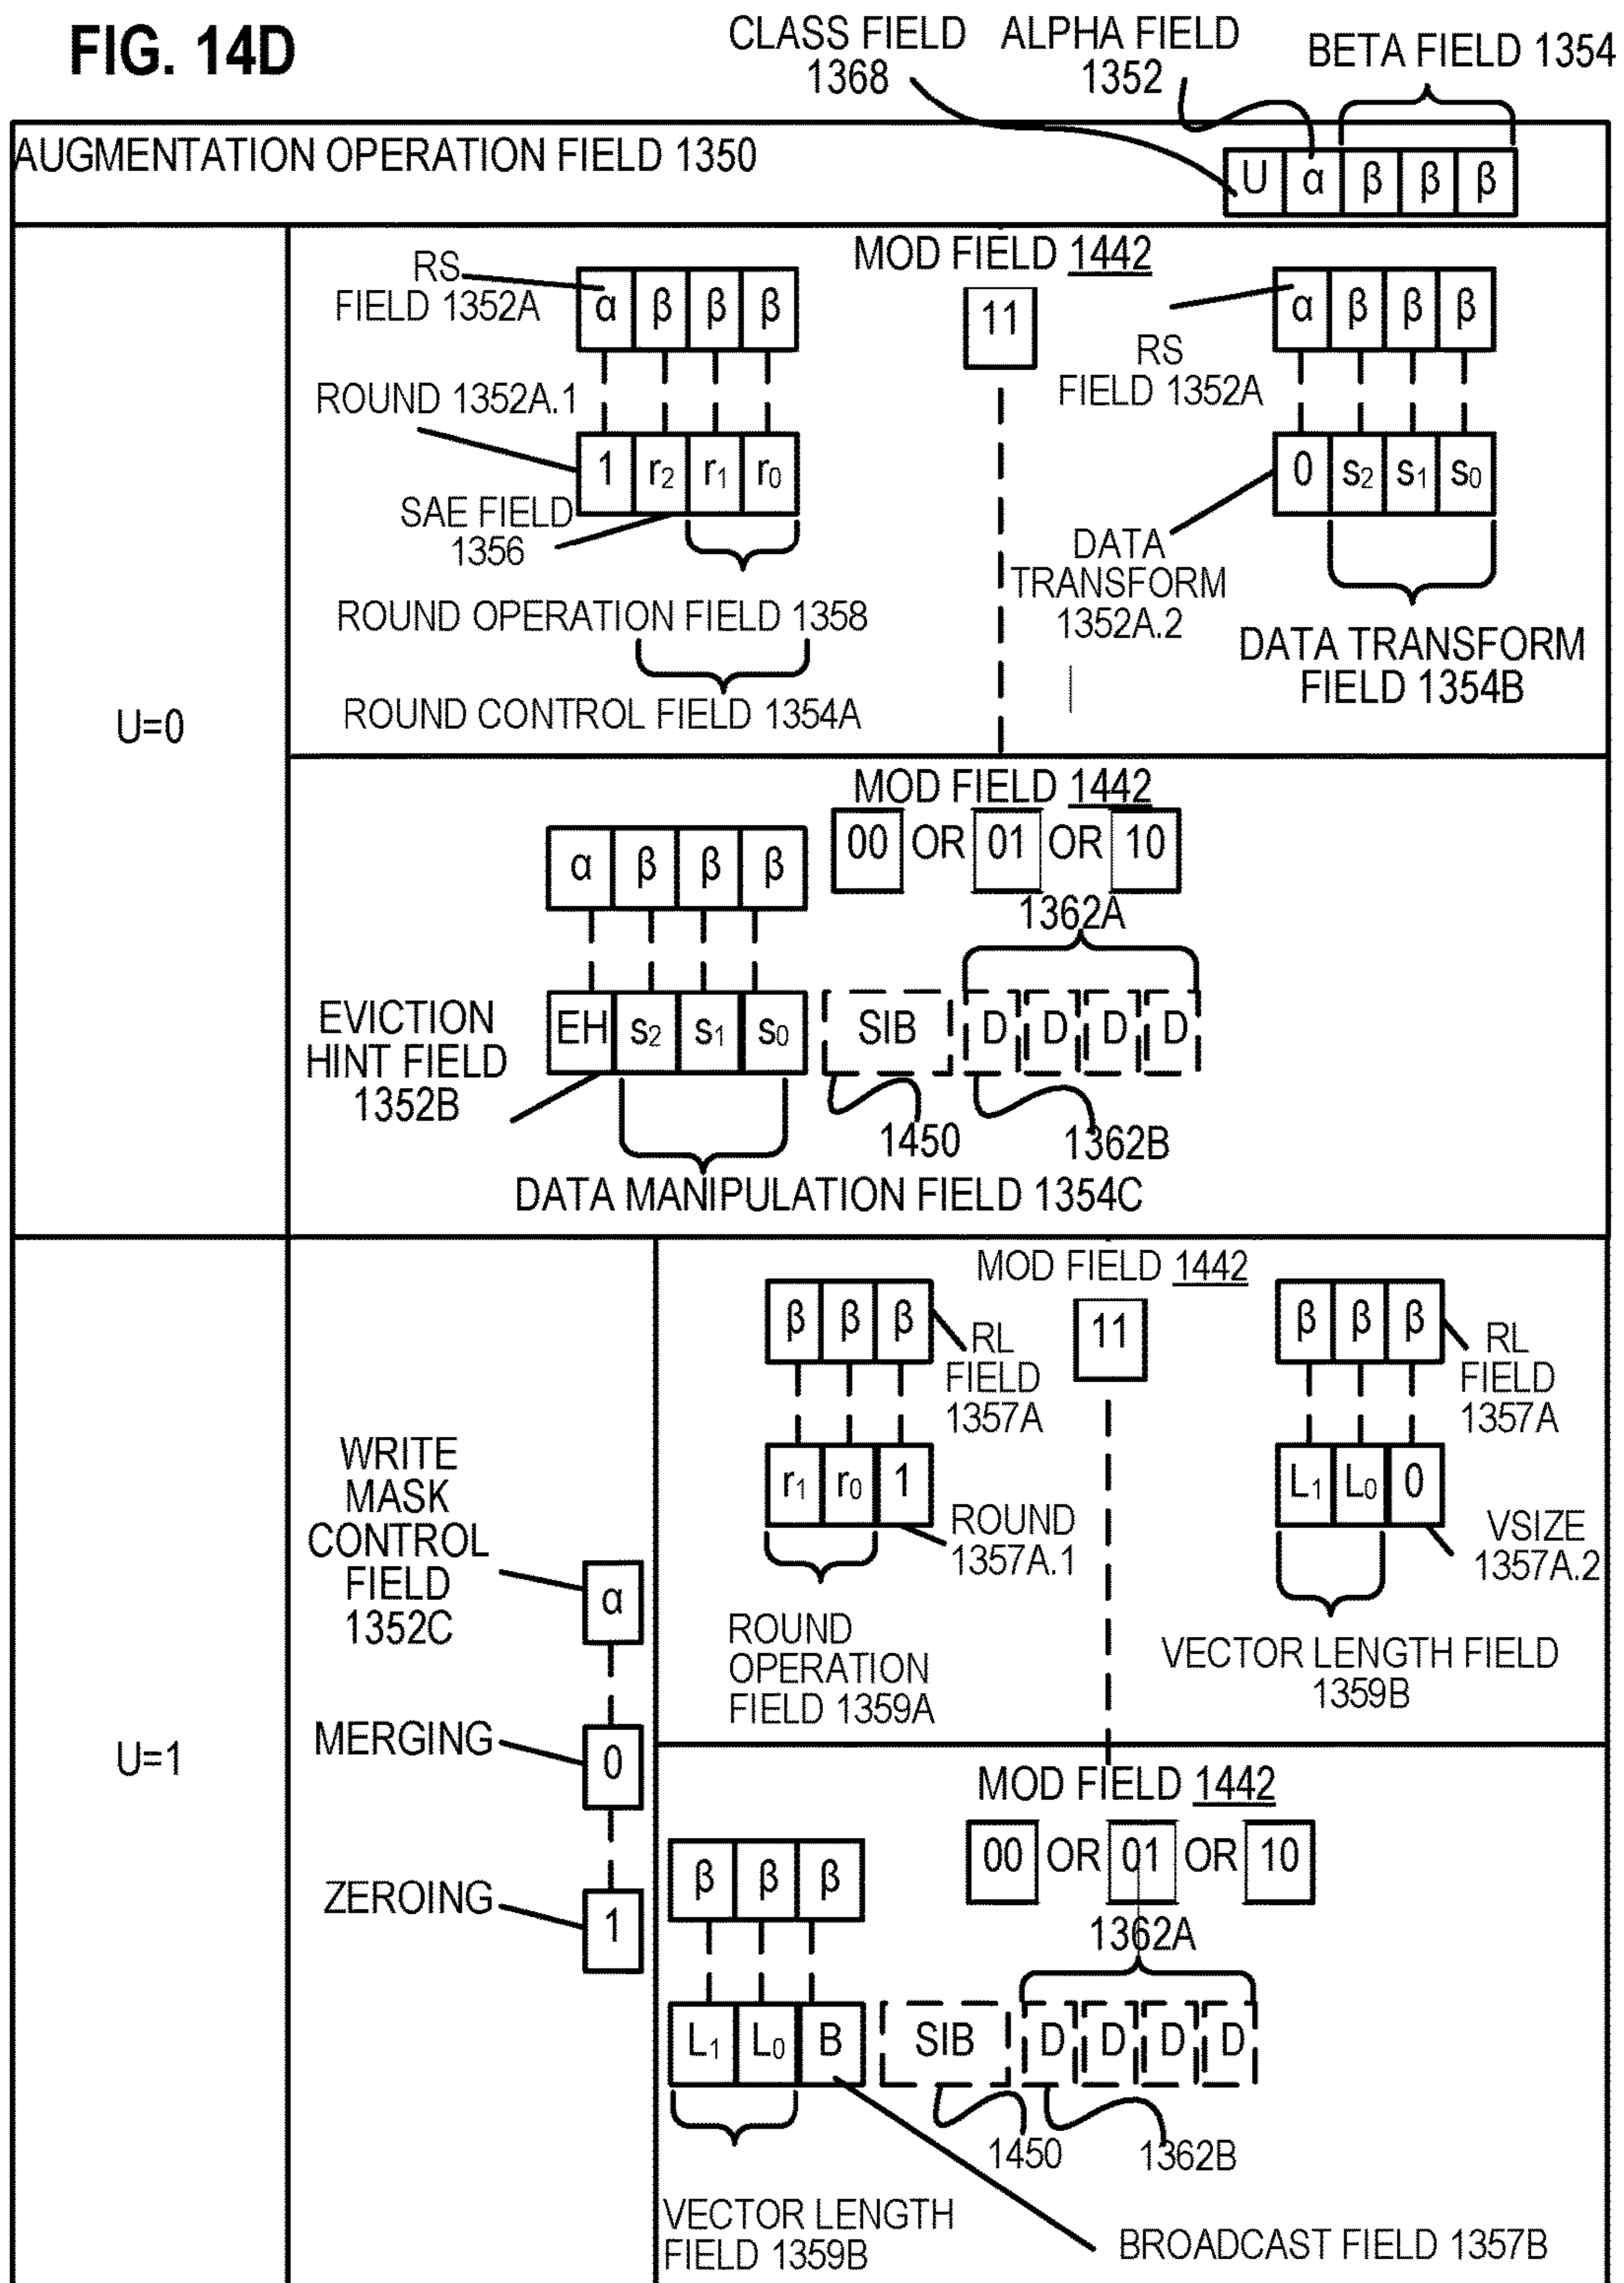 FIG. 14D
CLASS FIELD
1368
ALPHA FIELD
1352
BETA FIELD 1354
AUGMENTATION OPERATION FIELD 1350
U α β β β
U=0
MOD FIELD 1442
11
RS
FIELD 1352A
α β β β
ROUND 1352A.1
1 r2 r1 r0
SAE FIELD
1356
ROUND OPERATION FIELD 1358
ROUND CONTROL FIELD 1354A
α β β β
RS
FIELD 1352A
0 s2 s1 s0
DATA
TRANSFORM
1352A.2
DATA TRANSFORM
FIELD 1354B
MOD FIELD 1442
00 OR 01 OR 10
α β β β
1362A
EVICTION
HINT FIELD
1352B
EH s2 s1 s0 SIB D D D D
1450
1362B
DATA MANIPULATION FIELD 1354C
U=1
WRITE
MASK
CONTROL
FIELD
1352C
α
MERGING
0
ZEROING
1
MOD FIELD 1442
11
β β β
RL
FIELD
1357A
r1 r0 1
ROUND
1357A.1
ROUND
OPERATION
FIELD 1359A
β β β
RL
FIELD
1357A
L1 L0 0
VSIZE
1357A.2
VECTOR LENGTH FIELD
1359B
MOD FIELD 1442
00 OR 01 OR 10
β β β
1362A
L1 L0 B SIB D D D D
1450
1362B
VECTOR LENGTH
FIELD 1359B
BROADCAST FIELD 1357B